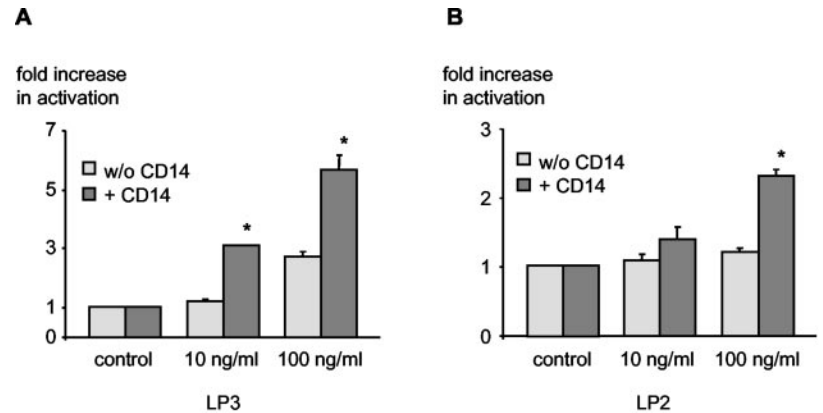 A
fold increase
in activation
7
5
3
1
0
w/o CD14
+ CD14
*
*
control
10 ng/ml
100 ng/ml
LP3
B
fold increase
in activation
3
2
1
0
w/o CD14
+ CD14
*
control
10 ng/ml
100 ng/ml
LP2